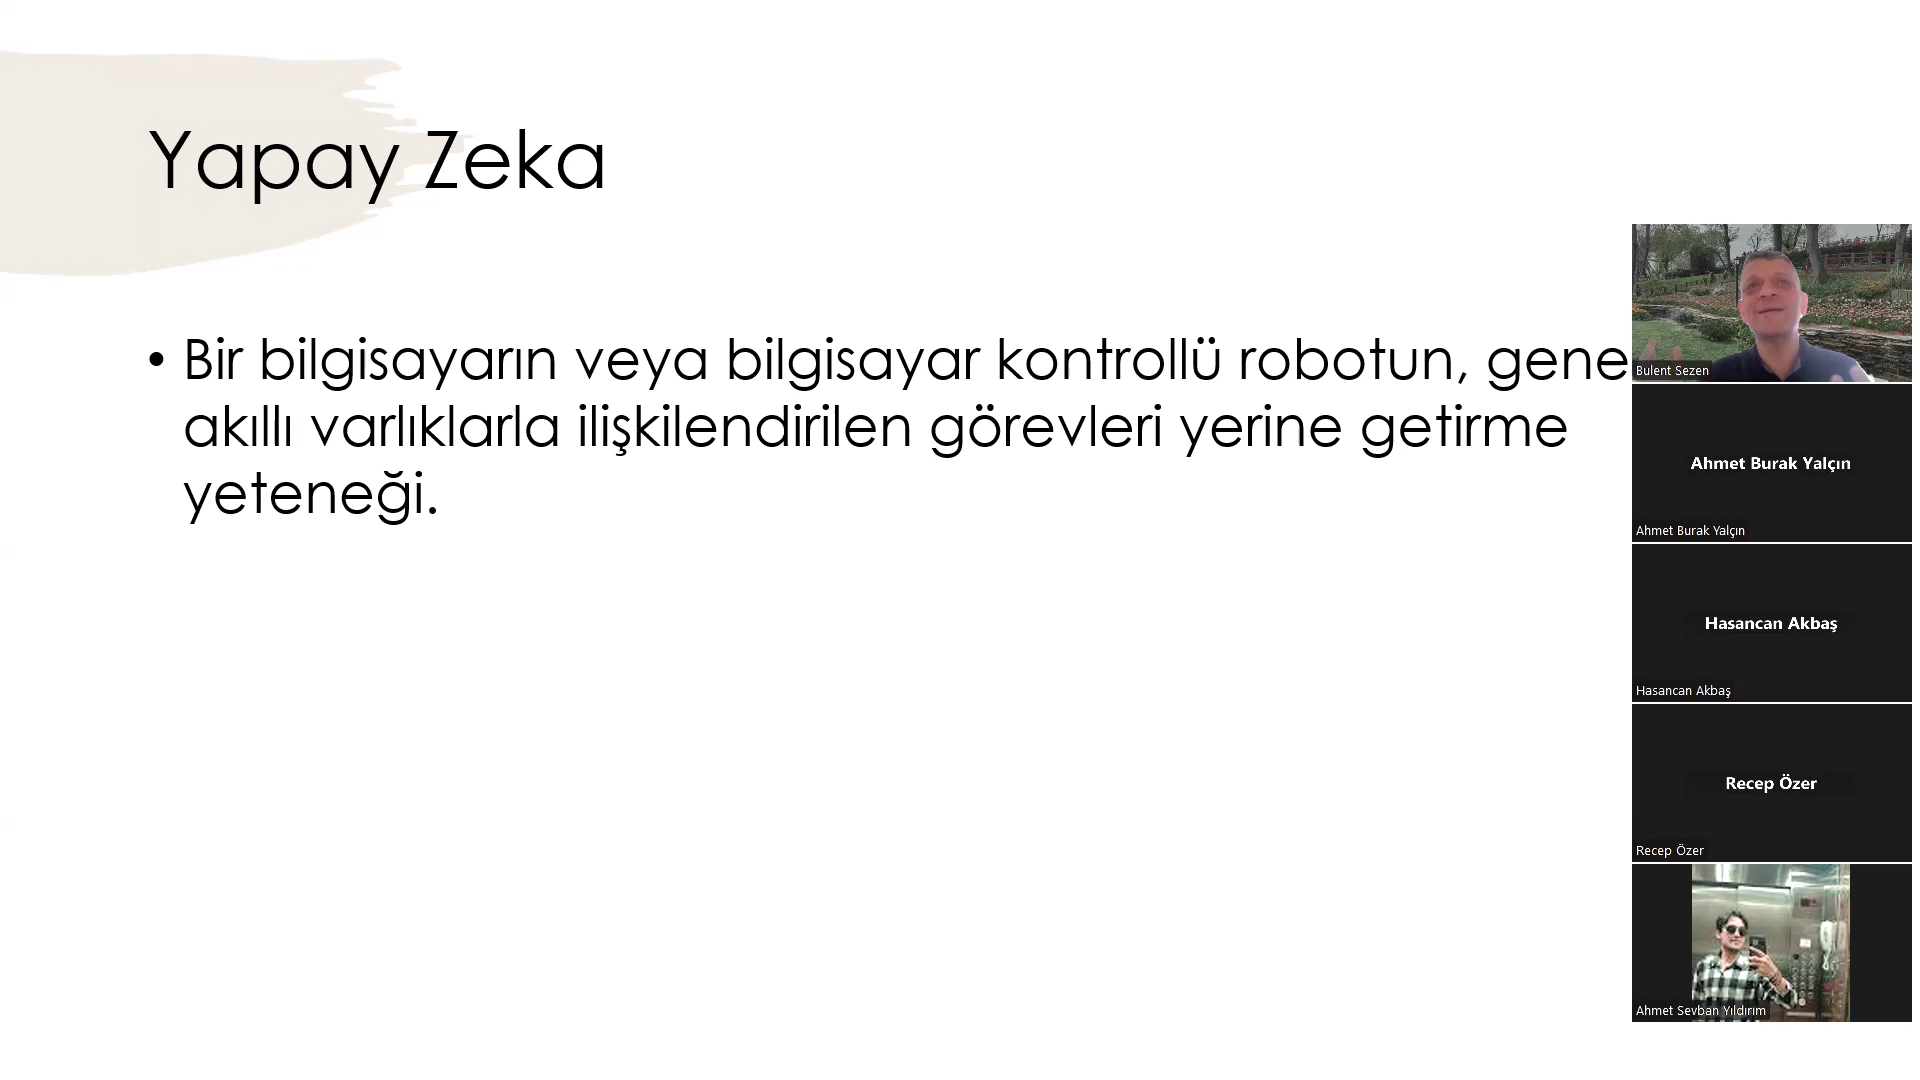 Yapay Zeka
• Bir bilgisayarın veya bilgisayar kontrollü robotun, gene
akıllı varlıklarla ilişkilendirilen görevleri yerine getirme
yeteneği.
Bulent Sezen
Ahmet Burak Yalçın
Ahmet Burak Yalçın
Hasancan Akbaş
Hasancan Akbaş
Recep Özer
Recep Özer
Ahmet Sevban Yıldırım